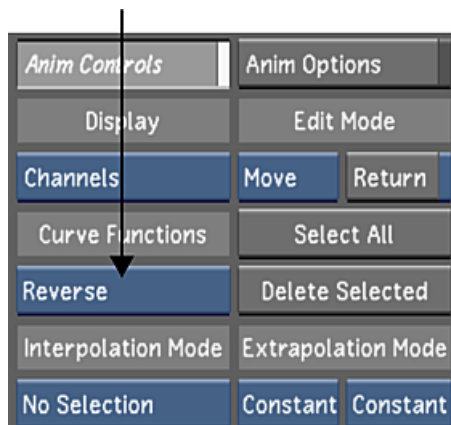 Anim Controls Anim Options
Display Edit Mode
Channels Move Return
Curve Functions Select All
Reverse Delete Selected
Interpolation Mode Extrapolation Mode
No Selection Constant Constant